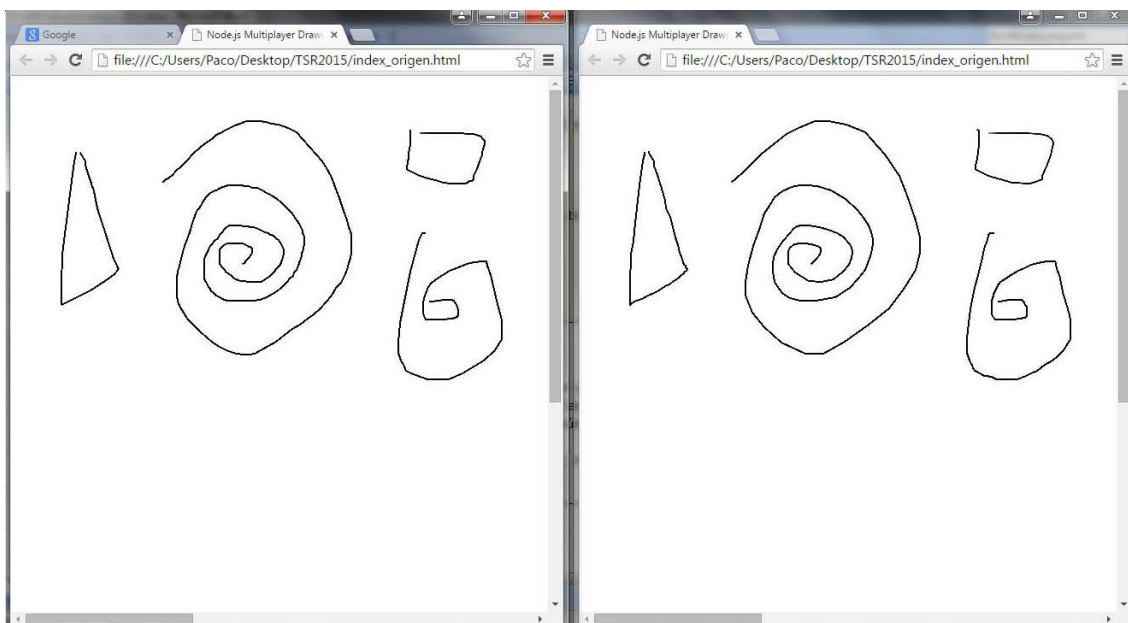 Google
Node.js Multiplayer Draw
file:///C:/Users/Paco/Desktop/TSR2015/index_origen.html
Node.js Multiplayer Draw
file:///C:/Users/Paco/Desktop/TSR2015/index_origen.html